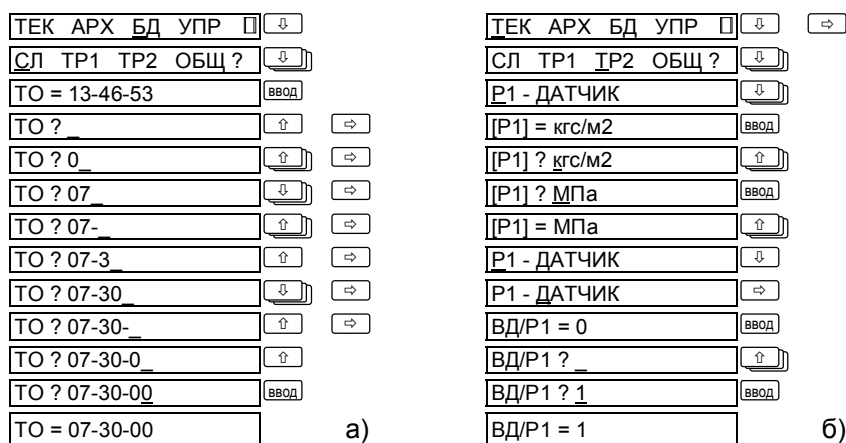 ТЕК АРХ БД УПР
СЛ ТР1 ТР2 ОБЩ ?
ТО = 13-46-53 ВВОД
ТО ? _
ТО ? 0_
ТО ? 07_
ТО ? 07-_
ТО ? 07-3_
ТО ? 07-30_
ТО ? 07-30-_
ТО ? 07-30-0_
ТО ? 07-30-00 ВВОД
ТО = 07-30-00
а)
ТЕК АРХ БД УПР
СЛ ТР1 ТР2 ОБЩ ?
Р1 - ДАТЧИК
[P1] = кгс/м2 ВВОД
[P1] ? кгс/м2
[P1] ? МПа ВВОД
[P1] = МПа
Р1 - ДАТЧИК
Р1 - ДАТЧИК
ВД/Р1 = 0 ВВОД
ВД/Р1 ? _
ВД/Р1 ? 1 ВВОД
ВД/Р1 = 1
б)